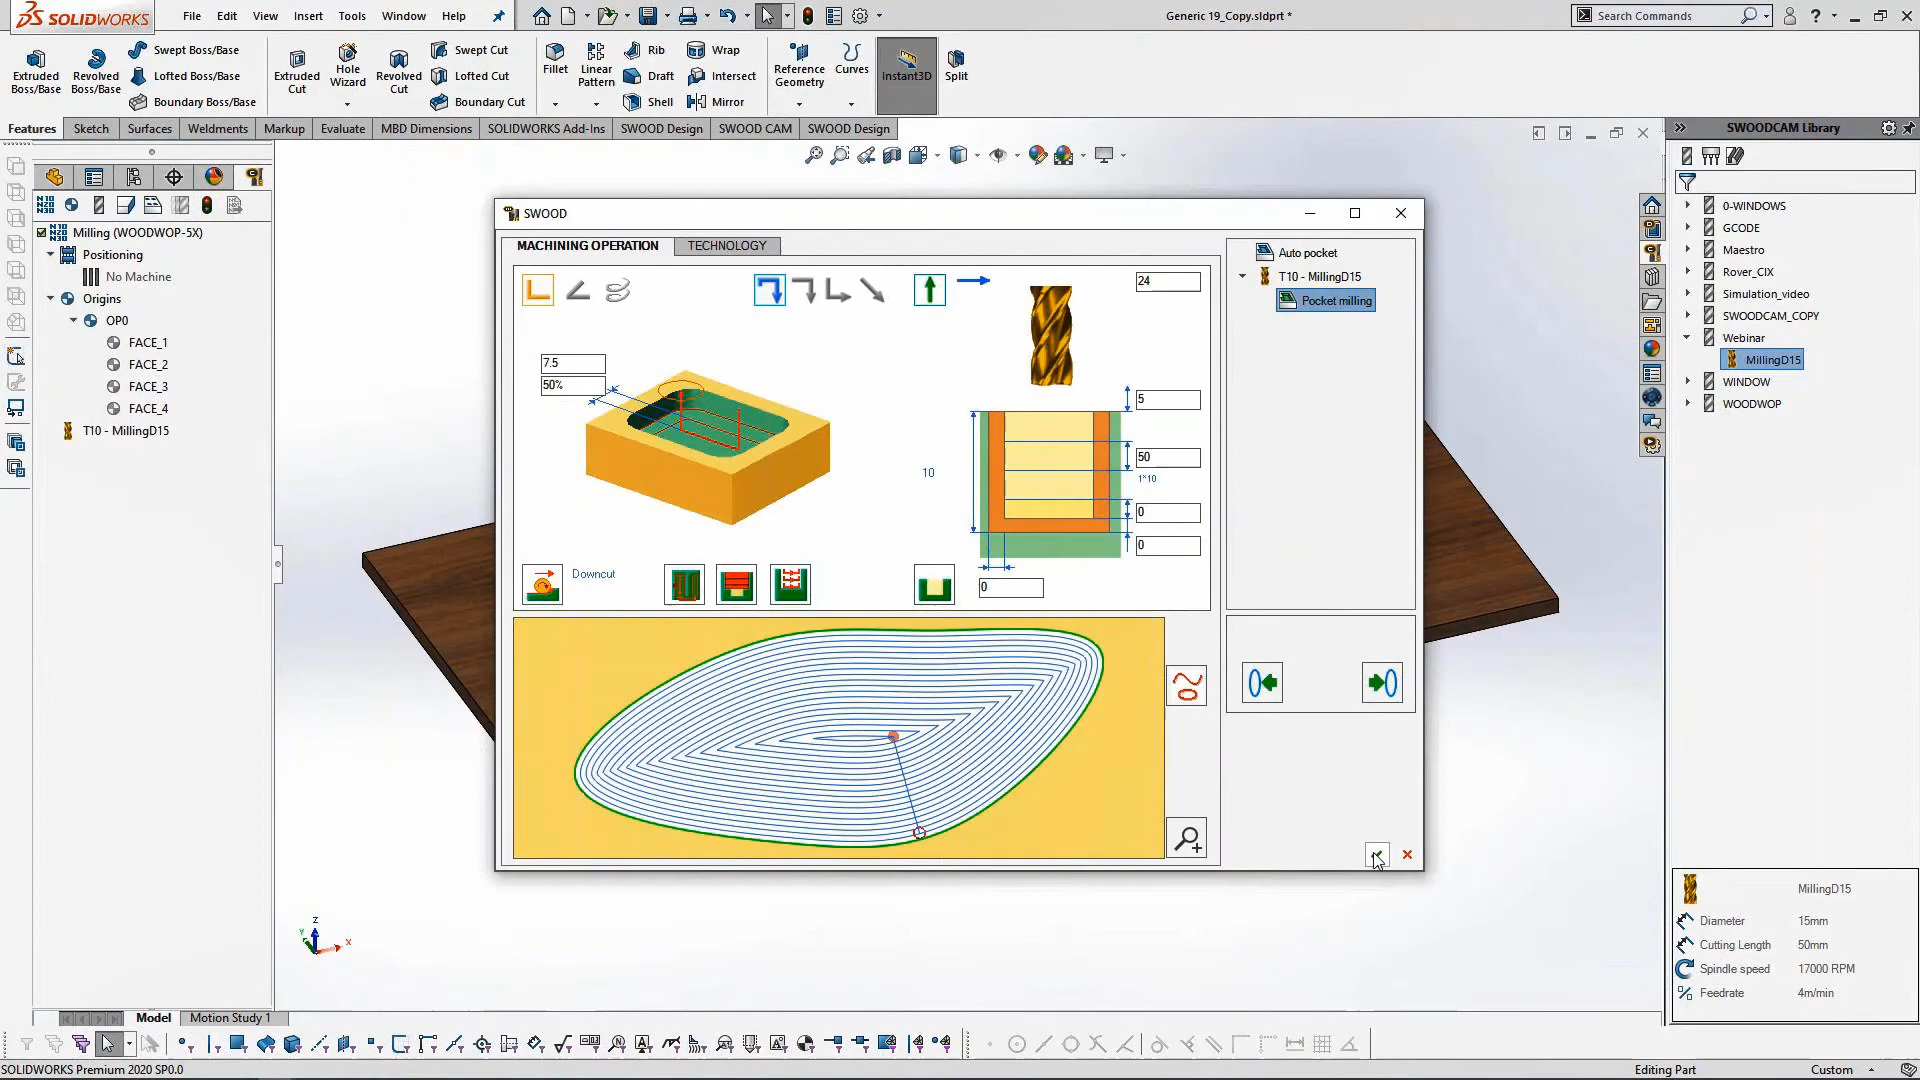 SOLIDWORKS File Edit View Insert Tools Window Help Generic 19_Copy.sldprt * Search Commands
Extruded Boss/Base Revolved Boss/Base Swept Boss/Base Lofted Boss/Base Boundary Boss/Base Extruded Cut Hole Wizard Revolved Cut Swept Cut Lofted Cut Boundary Cut Fillet Linear Pattern Rib Draft Shell Wrap Intersect Mirror Reference Geometry Curves Instant3D Split
Features Sketch Surfaces Weldments Markup Evaluate MBD Dimensions SOLIDWORKS Add-Ins SWOOD Design SWOOD CAM SWOOD Design
Milling (WOODWOP-5X)
Positioning
No Machine
Origins
OP0
FACE_1
FACE_2
FACE_3
FACE_4
T10 - MillingD15
SWOOD
MACHINING OPERATION TECHNOLOGY
24
7.5
50%
5
10
50
1*10
0
0
Downcut
0
Auto pocket
T10 - MillingD15
Pocket milling
Z
Y
X
SWOODCAM Library
0-WINDOWS
GCODE
Maestro
Rover_CIX
Simulation_video
SWOODCAM_COPY
Webinar
MillingD15
WINDOW
WOODWOP
MillingD15
Diameter 15mm
Cutting Length 50mm
Spindle speed 17000 RPM
Feedrate 4m/min
Model Motion Study 1
SOLIDWORKS Premium 2020 SP0.0 Editing Part Custom